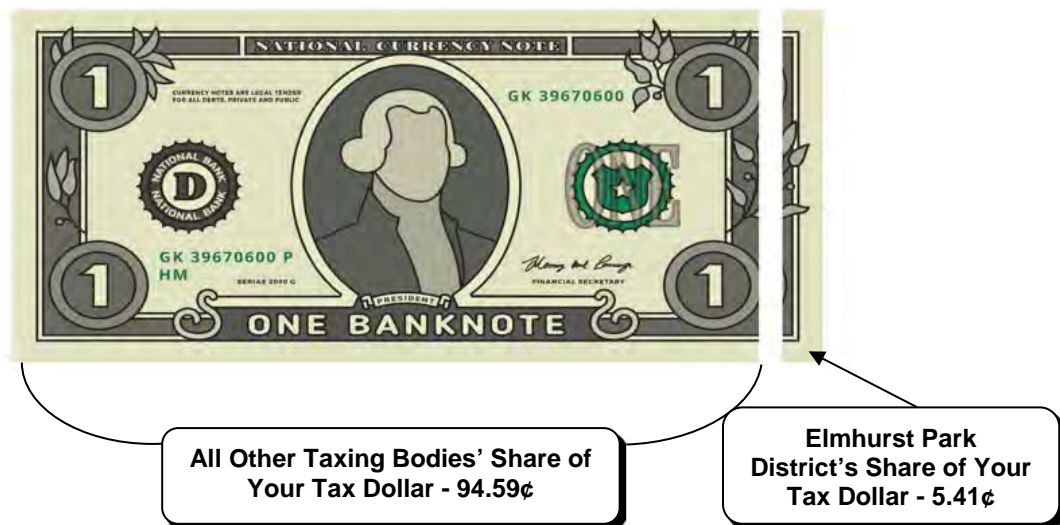 NATIONAL CURRENCY NOTE
1
1
CURRENCY NOTES ARE LEGAL TENDER
FOR ALL DEBTS, PRIVATE AND PUBLIC
GK 39670600
NATIONAL BANK
D
NATIONAL BANK
ONE
GK 39670600 P
HM
SERIAS 2000 G
FINANCIAL SECRETARY
1
1
PRESIDENT
ONE BANKNOTE
All Other Taxing Bodies' Share of
Your Tax Dollar - 94.59¢
Elmhurst Park
District's Share of Your
Tax Dollar - 5.41¢